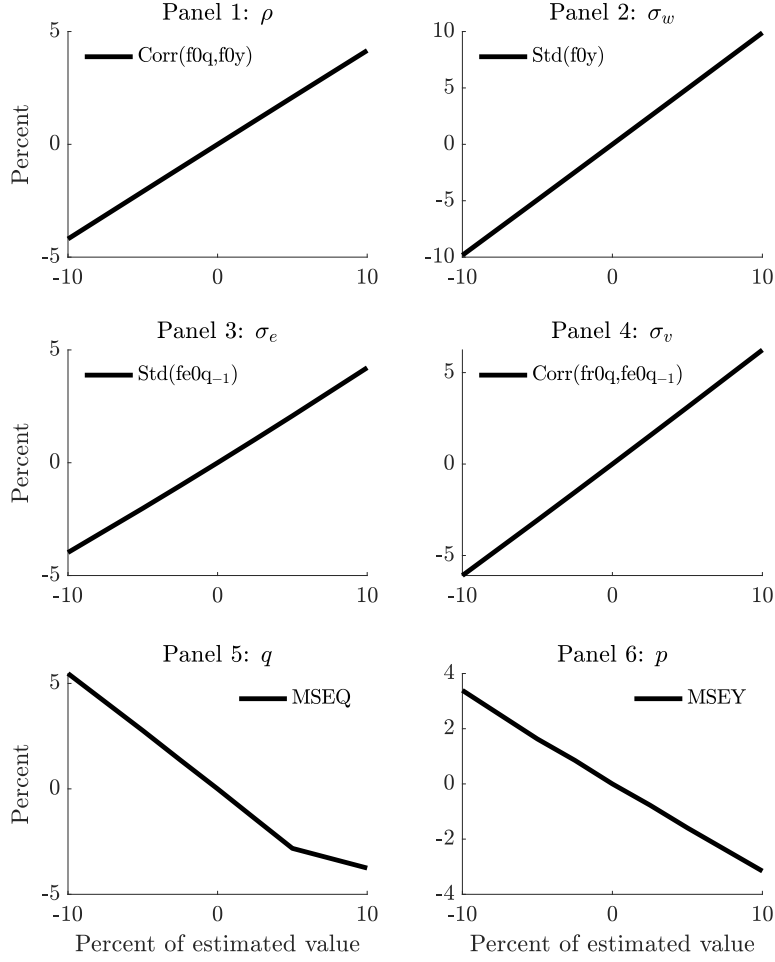 Panel 1: ρ
5
Corr(f0q,f0y)
0
-5
-10 0 10
Percent
Panel 2: σ_w
10
Std(f0y)
5
0
-5
-10
-10 0 10
Panel 3: σ_e
5
Std(fe0q₋₁)
0
-5
-10 0 10
Percent
Panel 4: σ_v
5
Corr(fr0q,fe0q₋₁)
0
-5
-10 0 10
Panel 5: q
5
MSEQ
0
-5
-10 0 10
Percent
Percent of estimated value
Panel 6: p
4
MSEY
2
0
-2
-4
-10 0 10
Percent of estimated value